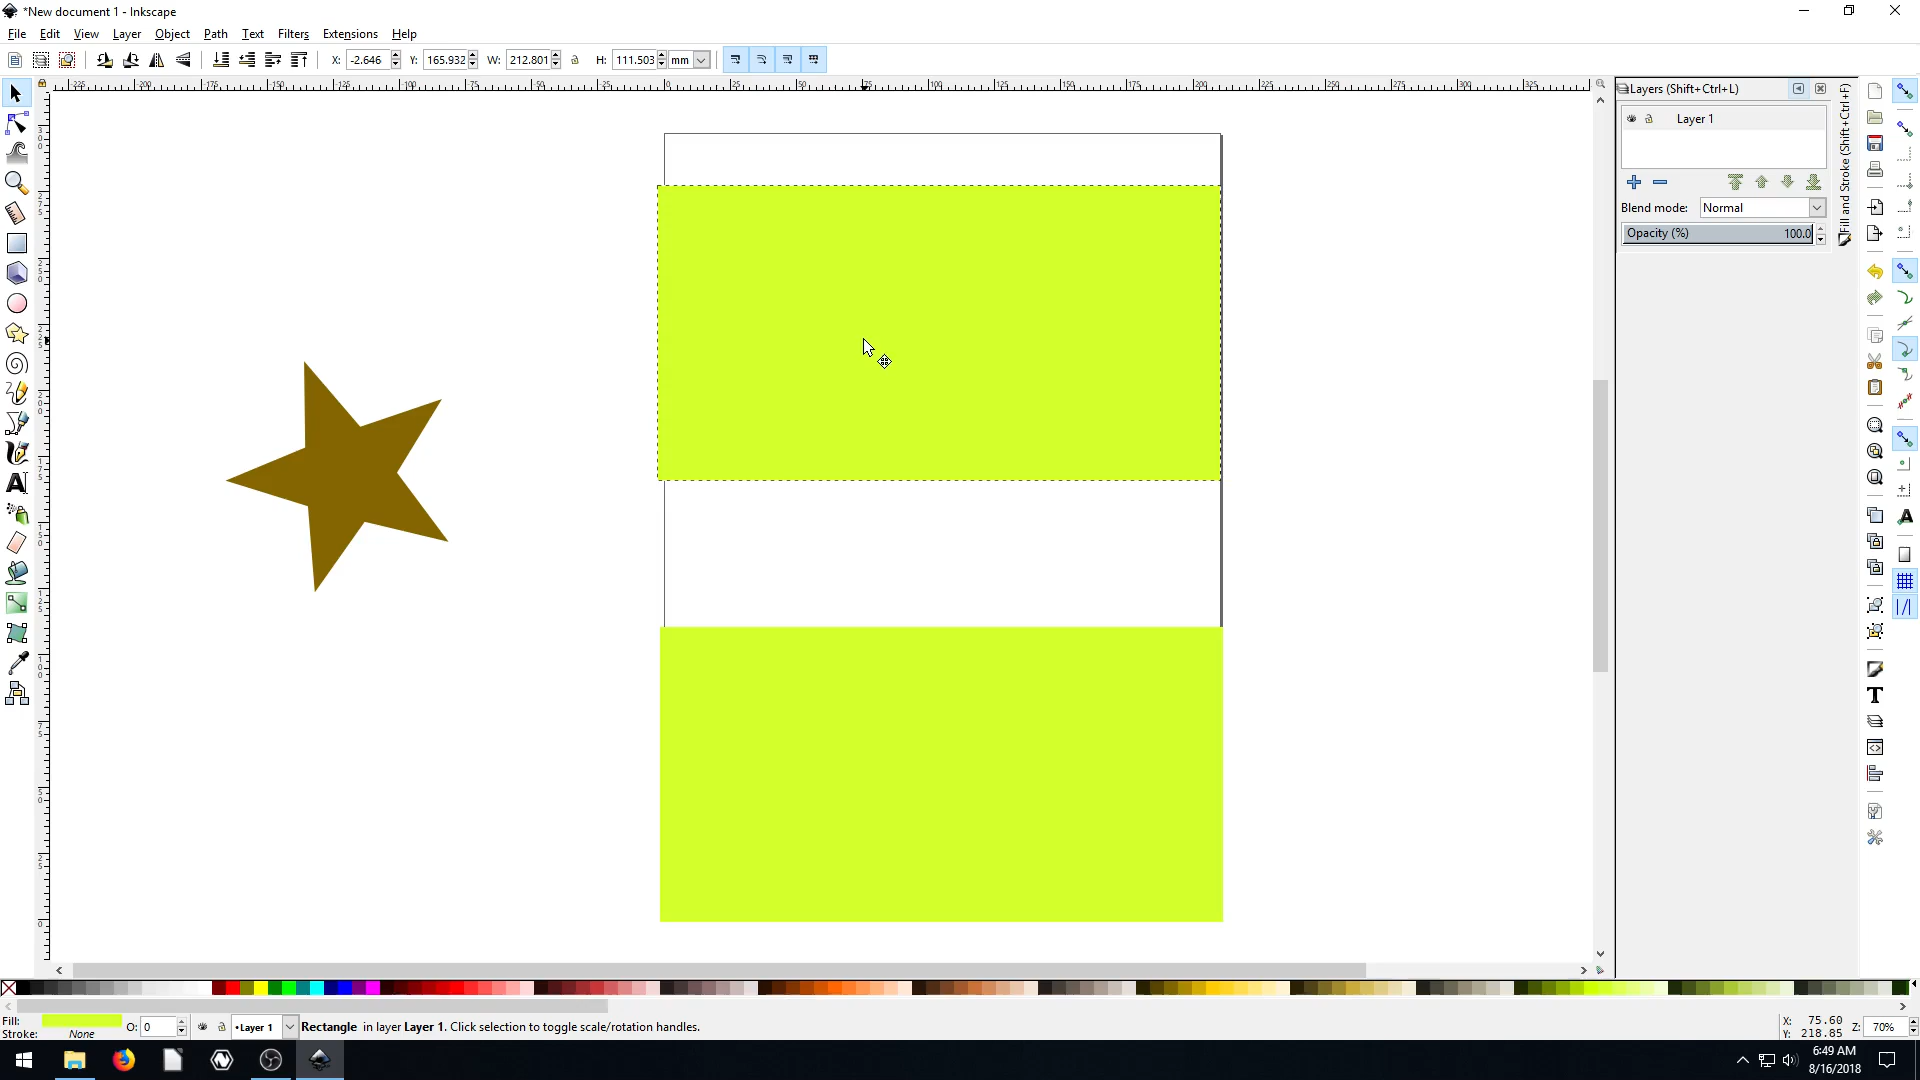 *New document 1 - Inkscape
File Edit View Layer Object Path Text Filters Extensions Help
X: -2.646 Y: 165.932 W: 212.801 H: 111.503 mm
Layers (Shift+Ctrl+L)
Layer 1
Blend mode: Normal
Opacity (%) 100.0
Fill and Stroke (Shift+Ctrl+F)
Fill:
Stroke: None
O: 0
•Layer 1
Rectangle in layer Layer 1. Click selection to toggle scale/rotation handles.
X: 75.60
Y: 218.85
Z: 70%
6:49 AM
8/16/2018